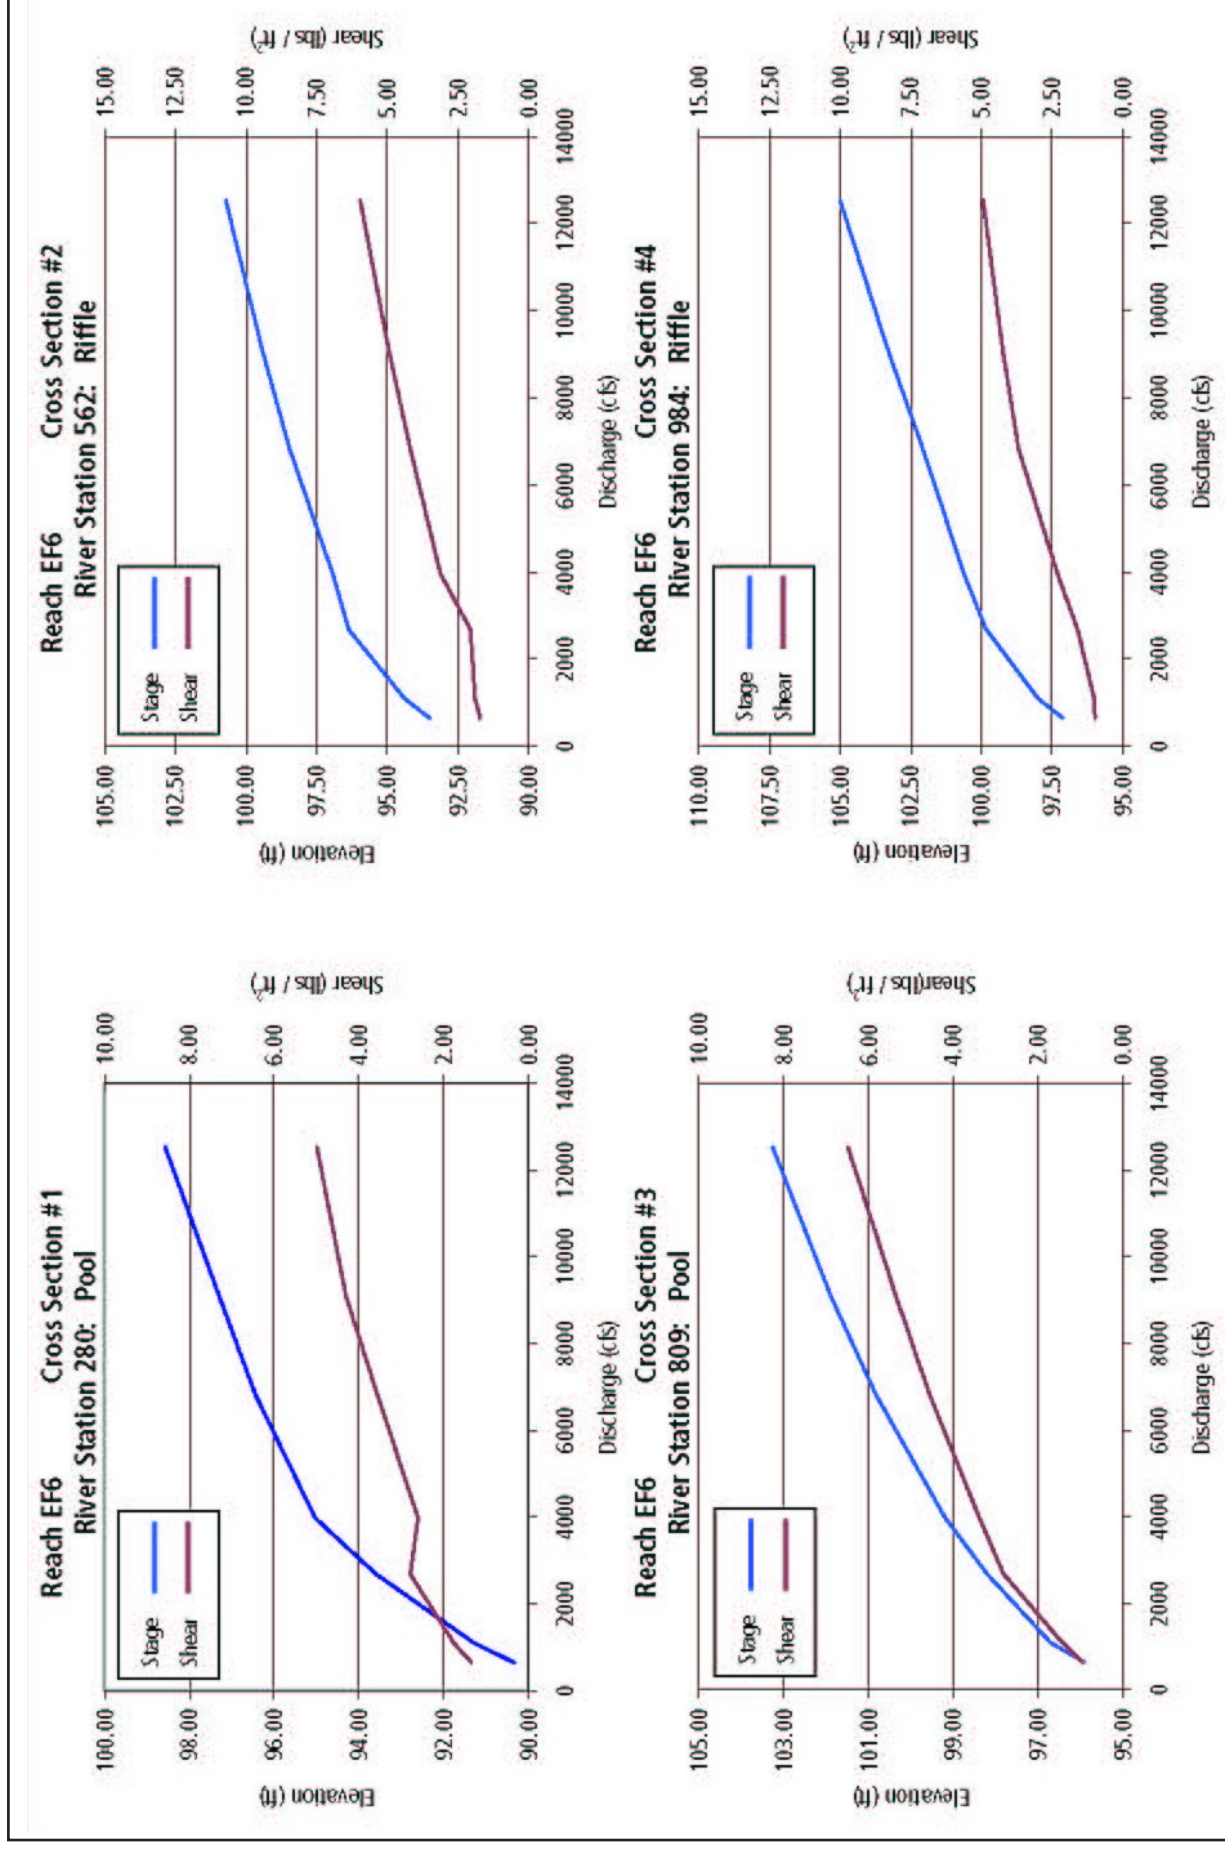 Reach EF6 Cross Section #1
River Station 280: Pool
Stage
Shear
Elevation (ft)
100.00
98.00
96.00
94.00
92.00
90.00
Shear (lbs / ft²)
10.00
8.00
6.00
4.00
2.00
0.00
0 2000 4000 6000 8000 10000 12000 14000
Discharge (cfs)
Reach EF6 Cross Section #2
River Station 562: Riffle
Stage
Shear
Elevation (ft)
105.00
102.50
100.00
97.50
95.00
92.50
90.00
Shear (lbs / ft²)
15.00
12.50
10.00
7.50
5.00
2.50
0.00
0 2000 4000 6000 8000 10000 12000 14000
Discharge (cfs)
Reach EF6 Cross Section #3
River Station 809: Pool
Stage
Shear
Elevation (ft)
105.00
103.00
101.00
99.00
97.00
95.00
Shear(lbs / ft²)
10.00
8.00
6.00
4.00
2.00
0.00
0 2000 4000 6000 8000 10000 12000 14000
Discharge (cfs)
Reach EF6 Cross Section #4
River Station 984: Riffle
Stage
Shear
Elevation (ft)
110.00
107.50
105.00
102.50
100.00
97.50
95.00
Shear (lbs / ft²)
15.00
12.50
10.00
7.50
5.00
2.50
0.00
0 2000 4000 6000 8000 10000 12000 14000
Discharge (cfs)